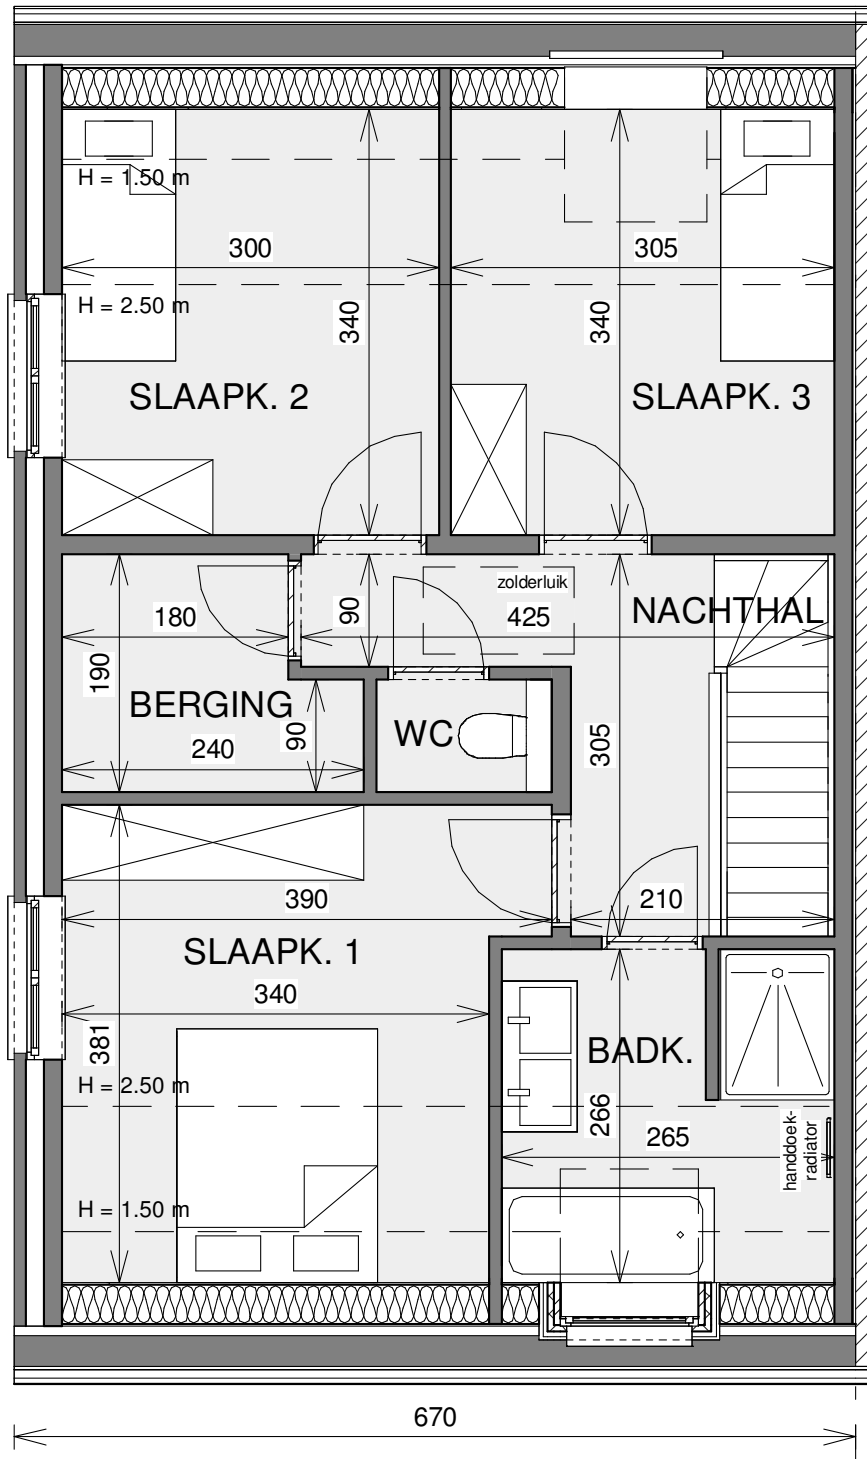 H = 1.50 m
300
305
H = 2.50 m
340
340
SLAAPK. 2
SLAAPK. 3
zolderluik
180
90
425
NACHTHAL
190
BERGING
90
WC
305
240
390
210
SLAAPK. 1
340
381
BADK.
H = 2.50 m
266
265
handdoek-
radiator
H = 1.50 m
670